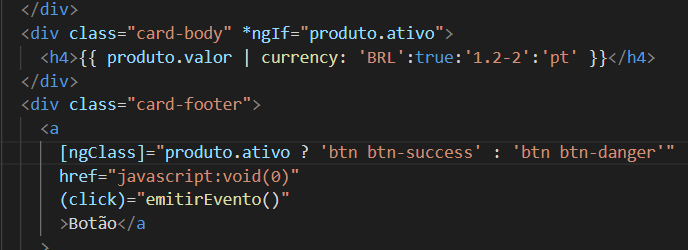 </div>
<div class="card-body" *ngIf="produto.ativo">
<h4>{{ produto.valor | currency: 'BRL':true:'1.2-2':'pt' }}</h4>
</div>
<div class="card-footer">
<a
[ngClass]="produto.ativo ? 'btn btn-success' : 'btn btn-danger'"
href="javascript:void(0)"
(click)="emitirEvento()"
>Botão</a
>